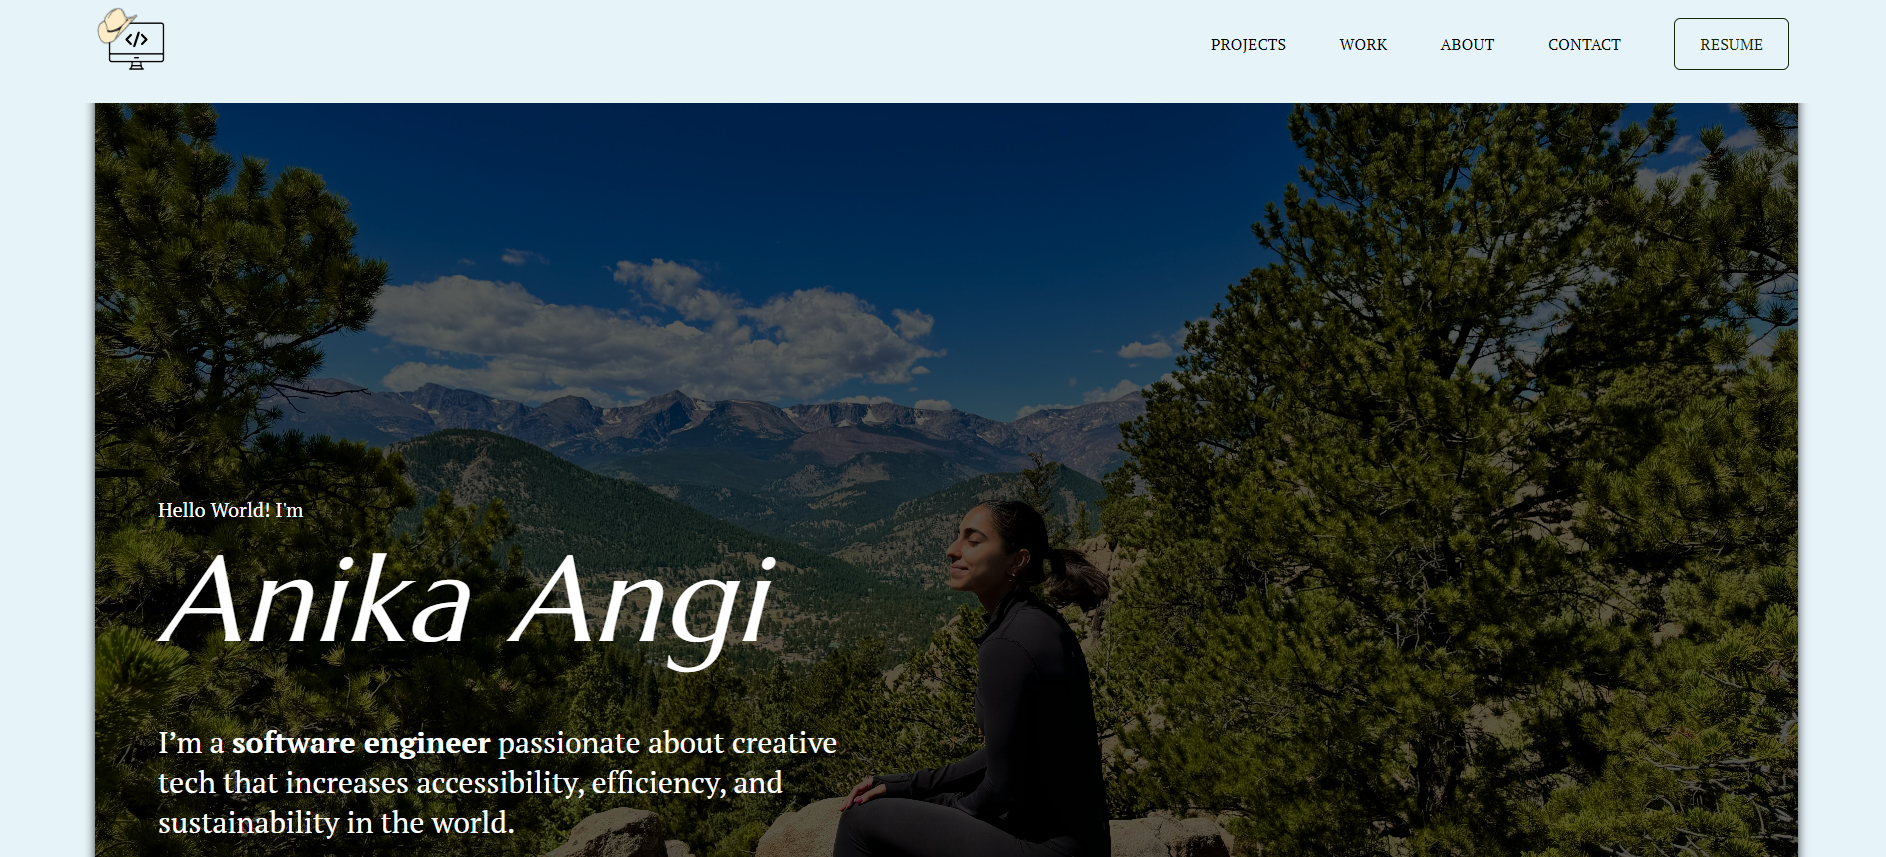 </>
PROJECTS WORK ABOUT CONTACT RESUME
Hello World! I'm
Anika Angi
I’m a software engineer passionate about creative
tech that increases accessibility, efficiency, and
sustainability in the world.